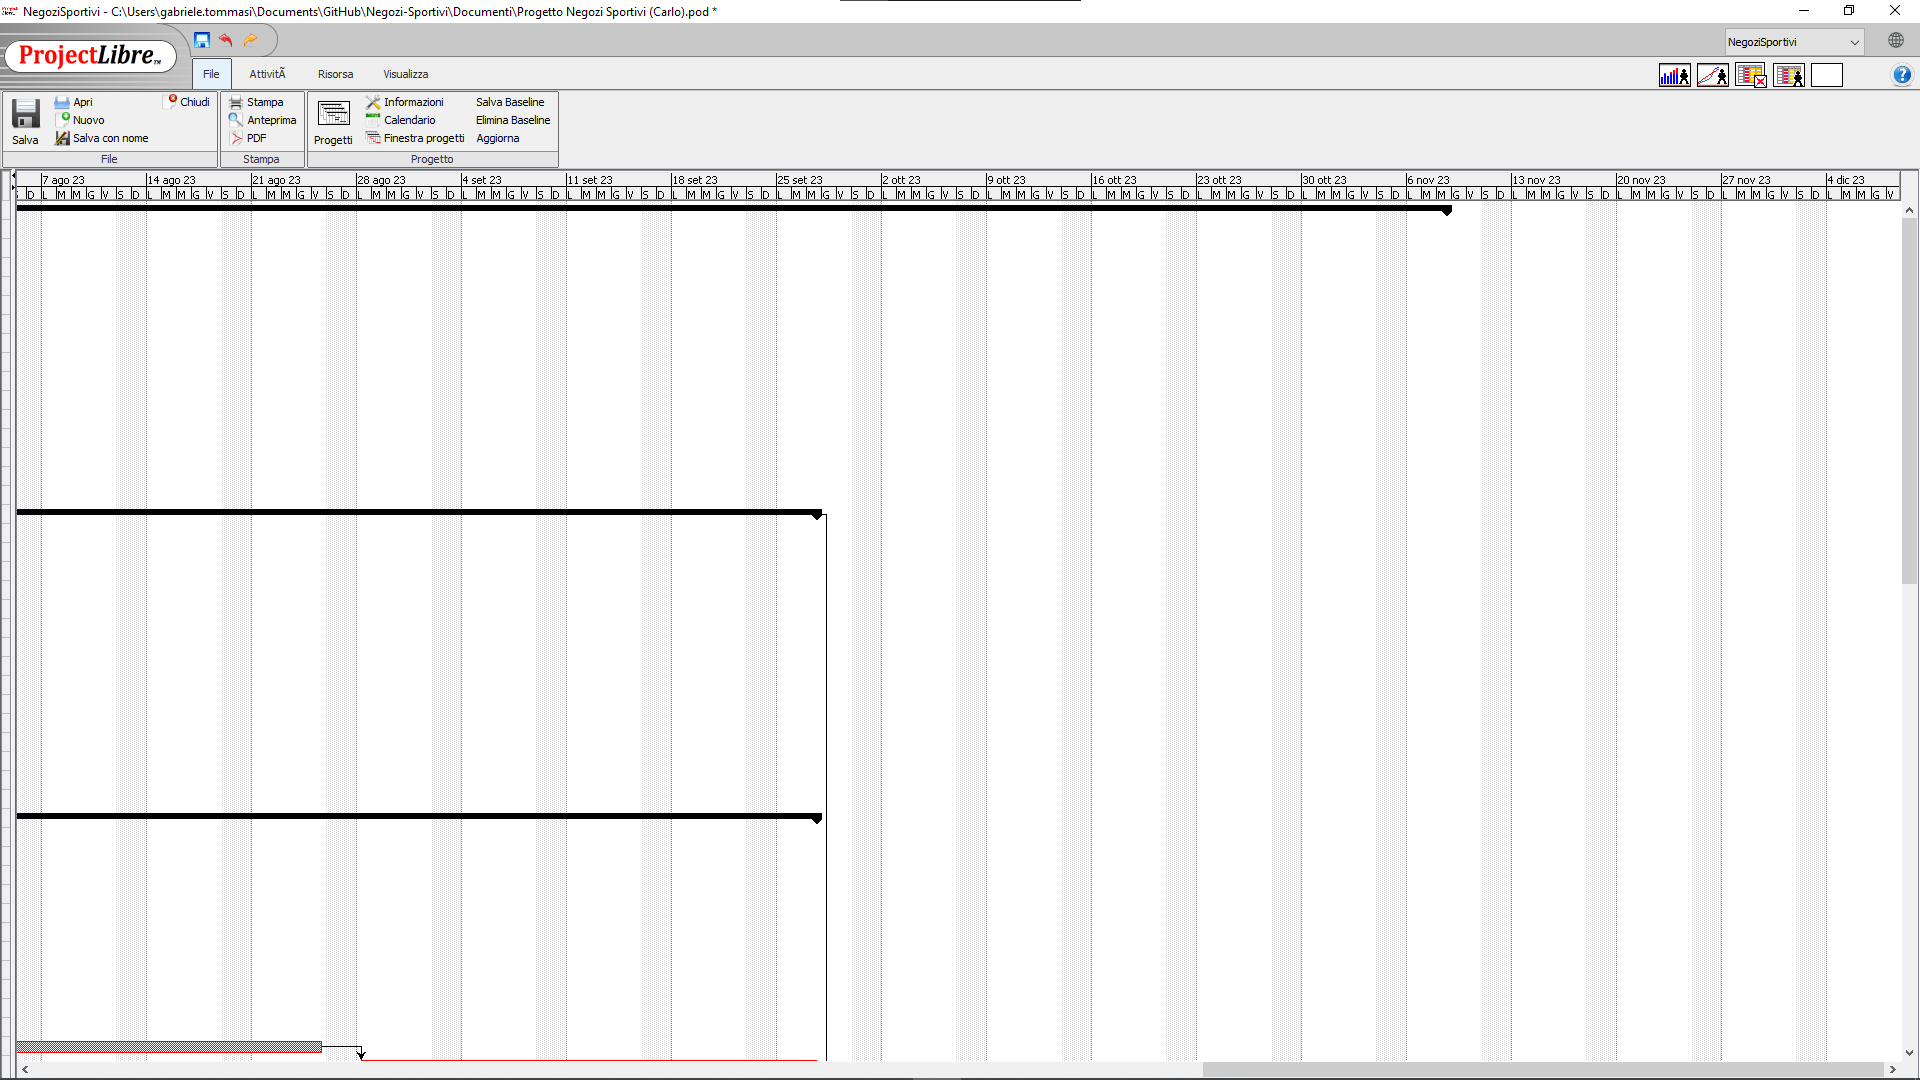 NegoziSportivi - C:\Users\gabriele.tommasi\Documents\GitHub\Negozi-Sportivi\Documenti\Progetto Negozi Sportivi (Carlo).pod *
ProjectLibre™
NegoziSportivi
File AttivitÃ Risorsa Visualizza
Apri Chiudi Stampa Informazioni Salva Baseline
Nuovo Anteprima Calendario Elimina Baseline
Salva Salva con nome PDF Progetti Finestra progetti Aggiorna
File Stampa Progetto
7 ago 23 14 ago 23 21 ago 23 28 ago 23 4 set 23 11 set 23 18 set 23 25 set 23 2 ott 23 9 ott 23 16 ott 23 23 ott 23 30 ott 23 6 nov 23 13 nov 23 20 nov 23 27 nov 23 4 dic 23
D L M M G V S D L M M G V S D L M M G V S D L M M G V S D L M M G V S D L M M G V S D L M M G V S D L M M G V S D L M M G V S D L M M G V S D L M M G V S D L M M G V S D L M M G V S D L M M G V S D L M M G V S D L M M G V S D L M M G V S D L M M G V